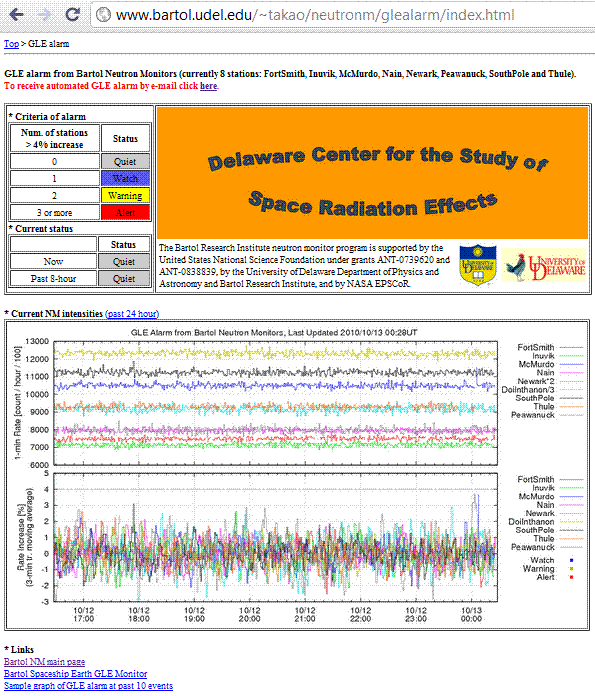 www.bartol.udel.edu/~takao/neutronm/glealarm/index.html
Top > GLE alarm
GLE alarm from Bartol Neutron Monitors (currently 8 stations: FortSmith, Inuvik, McMurdo, Nain, Newark, Peawanuck, SouthPole and Thule).
To receive automated GLE alarm by e-mail click here.
* Criteria of alarm
Num. of stations > 4% increase Status
0 Quiet
1 Watch
2 Warning
3 or more Alert
* Current status
Status
Now Quiet
Past 8-hour Quiet
Delaware Center for the Study of
Space Radiation Effects
The Bartol Research Institute neutron monitor program is supported by the
United States National Science Foundation under grants ANT-0739620 and
ANT-0838839, by the University of Delaware Department of Physics and
Astronomy and Bartol Research Institute, and by NASA EPSCoR.
UNIVERSITY OF DELAWARE
UNIVERSITY OF
DELAWARE
* Current NM intensities (past 24 hour)
GLE Alarm from Bartol Neutron Monitors, Last Updated 2010/10/13 00:28UT
1-min Rate [count / hour / 100]
13000
12000
11000
10000
9000
8000
7000
6000
FortSmith
Inuvik
McMurdo
Nain
Newark*2
DoiInthanon/3
SouthPole
Thule
Peawanuck
Rate Increase [%]
(3-min tr. moving average)
5
4
3
2
1
0
-1
-2
-3
FortSmith
Inuvik
McMurdo
Nain
Newark
DoiInthanon
SouthPole
Thule
Peawanuck
Watch
Warning
Alert
10/12 10/12 10/12 10/12 10/12 10/12 10/12 10/13
17:00 18:00 19:00 20:00 21:00 22:00 23:00 00:00
* Links
Bartol NM main page
Bartol Spaceship Earth GLE Monitor
Sample graph of GLE alarm at past 10 events